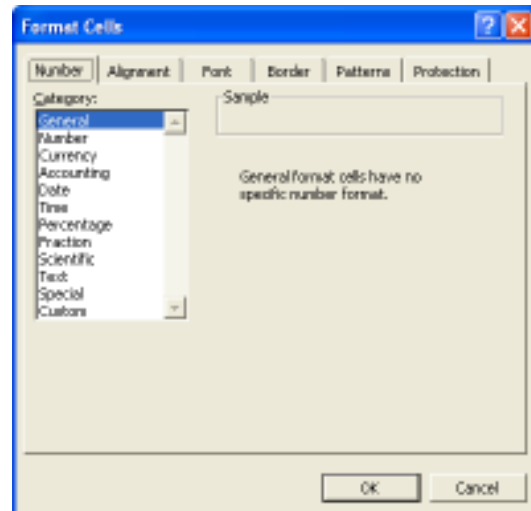 Format Cells
Number Alignment Font Border Patterns Protection
Category:
Sample
General
Number
Currency
Accounting
Date
Time
Percentage
Fraction
Scientific
Text
Special
Custom
General format cells have no
specific number format.
OK Cancel